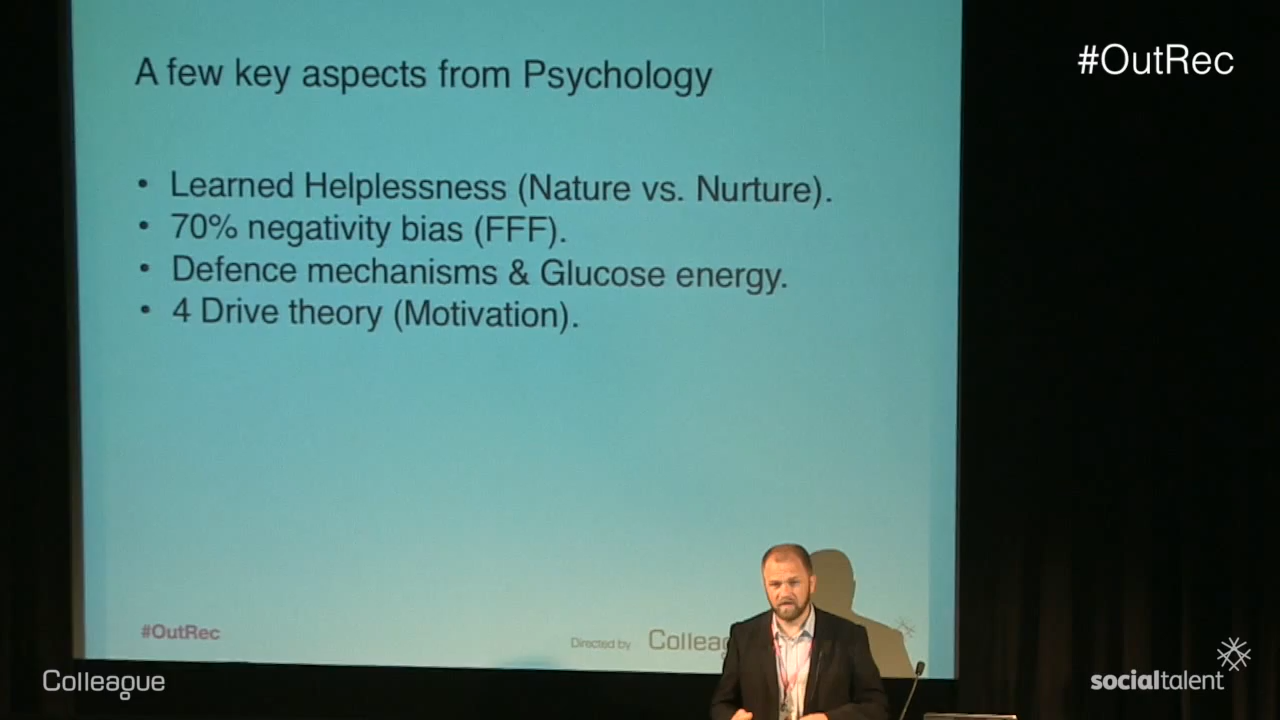 #OutRec
A few key aspects from Psychology
• Learned Helplessness (Nature vs. Nurture).
• 70% negativity bias (FFF).
• Defence mechanisms & Glucose energy.
• 4 Drive theory (Motivation).
#OutRec
Directed by Colleag
Colleague
socialtalent